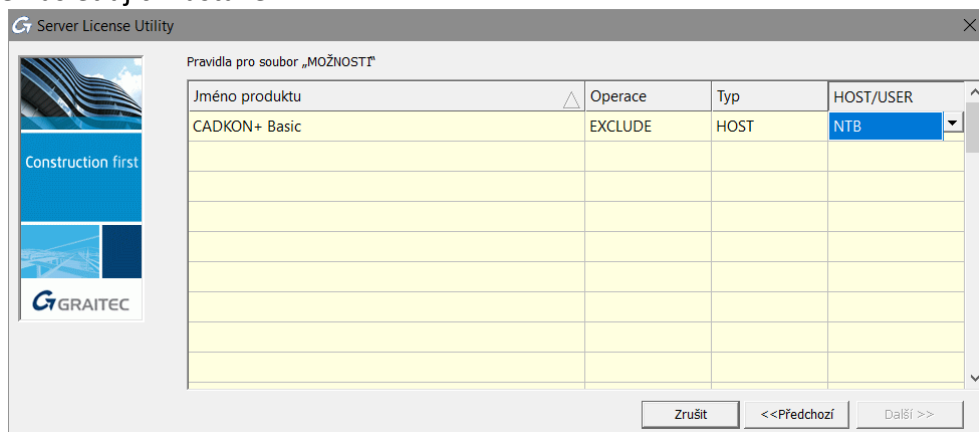 Server License Utility
Pravidla pro soubor „MOŽNOSTI“
Jméno produktu Operace Typ HOST/USER
CADKON+ Basic EXCLUDE HOST NTB
Construction first
GRAITEC
Zrušit <<Předchozí Další >>